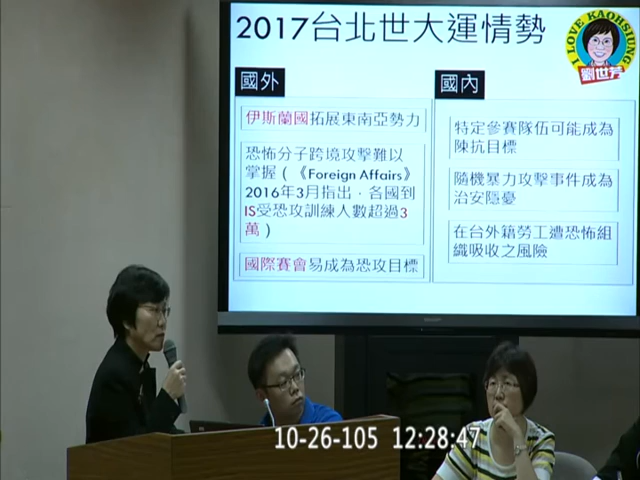 2017台北世大運情勢
I LOVE KAOHSIUNG
劉世芳
國外
伊斯蘭國拓展東南亞勢力
恐怖分子跨境攻擊難以
掌握(《Foreign Affairs》
2016年3月指出，各國到
IS受恐攻訓練人數超過3
萬)
國際賽會易成為恐攻目標
國內
特定參賽隊伍可能成為
陳抗目標
隨機暴力攻擊事件成為
治安隱憂
在台外籍勞工遭恐怖組
織吸收之風險
10-26-105 12:28:47